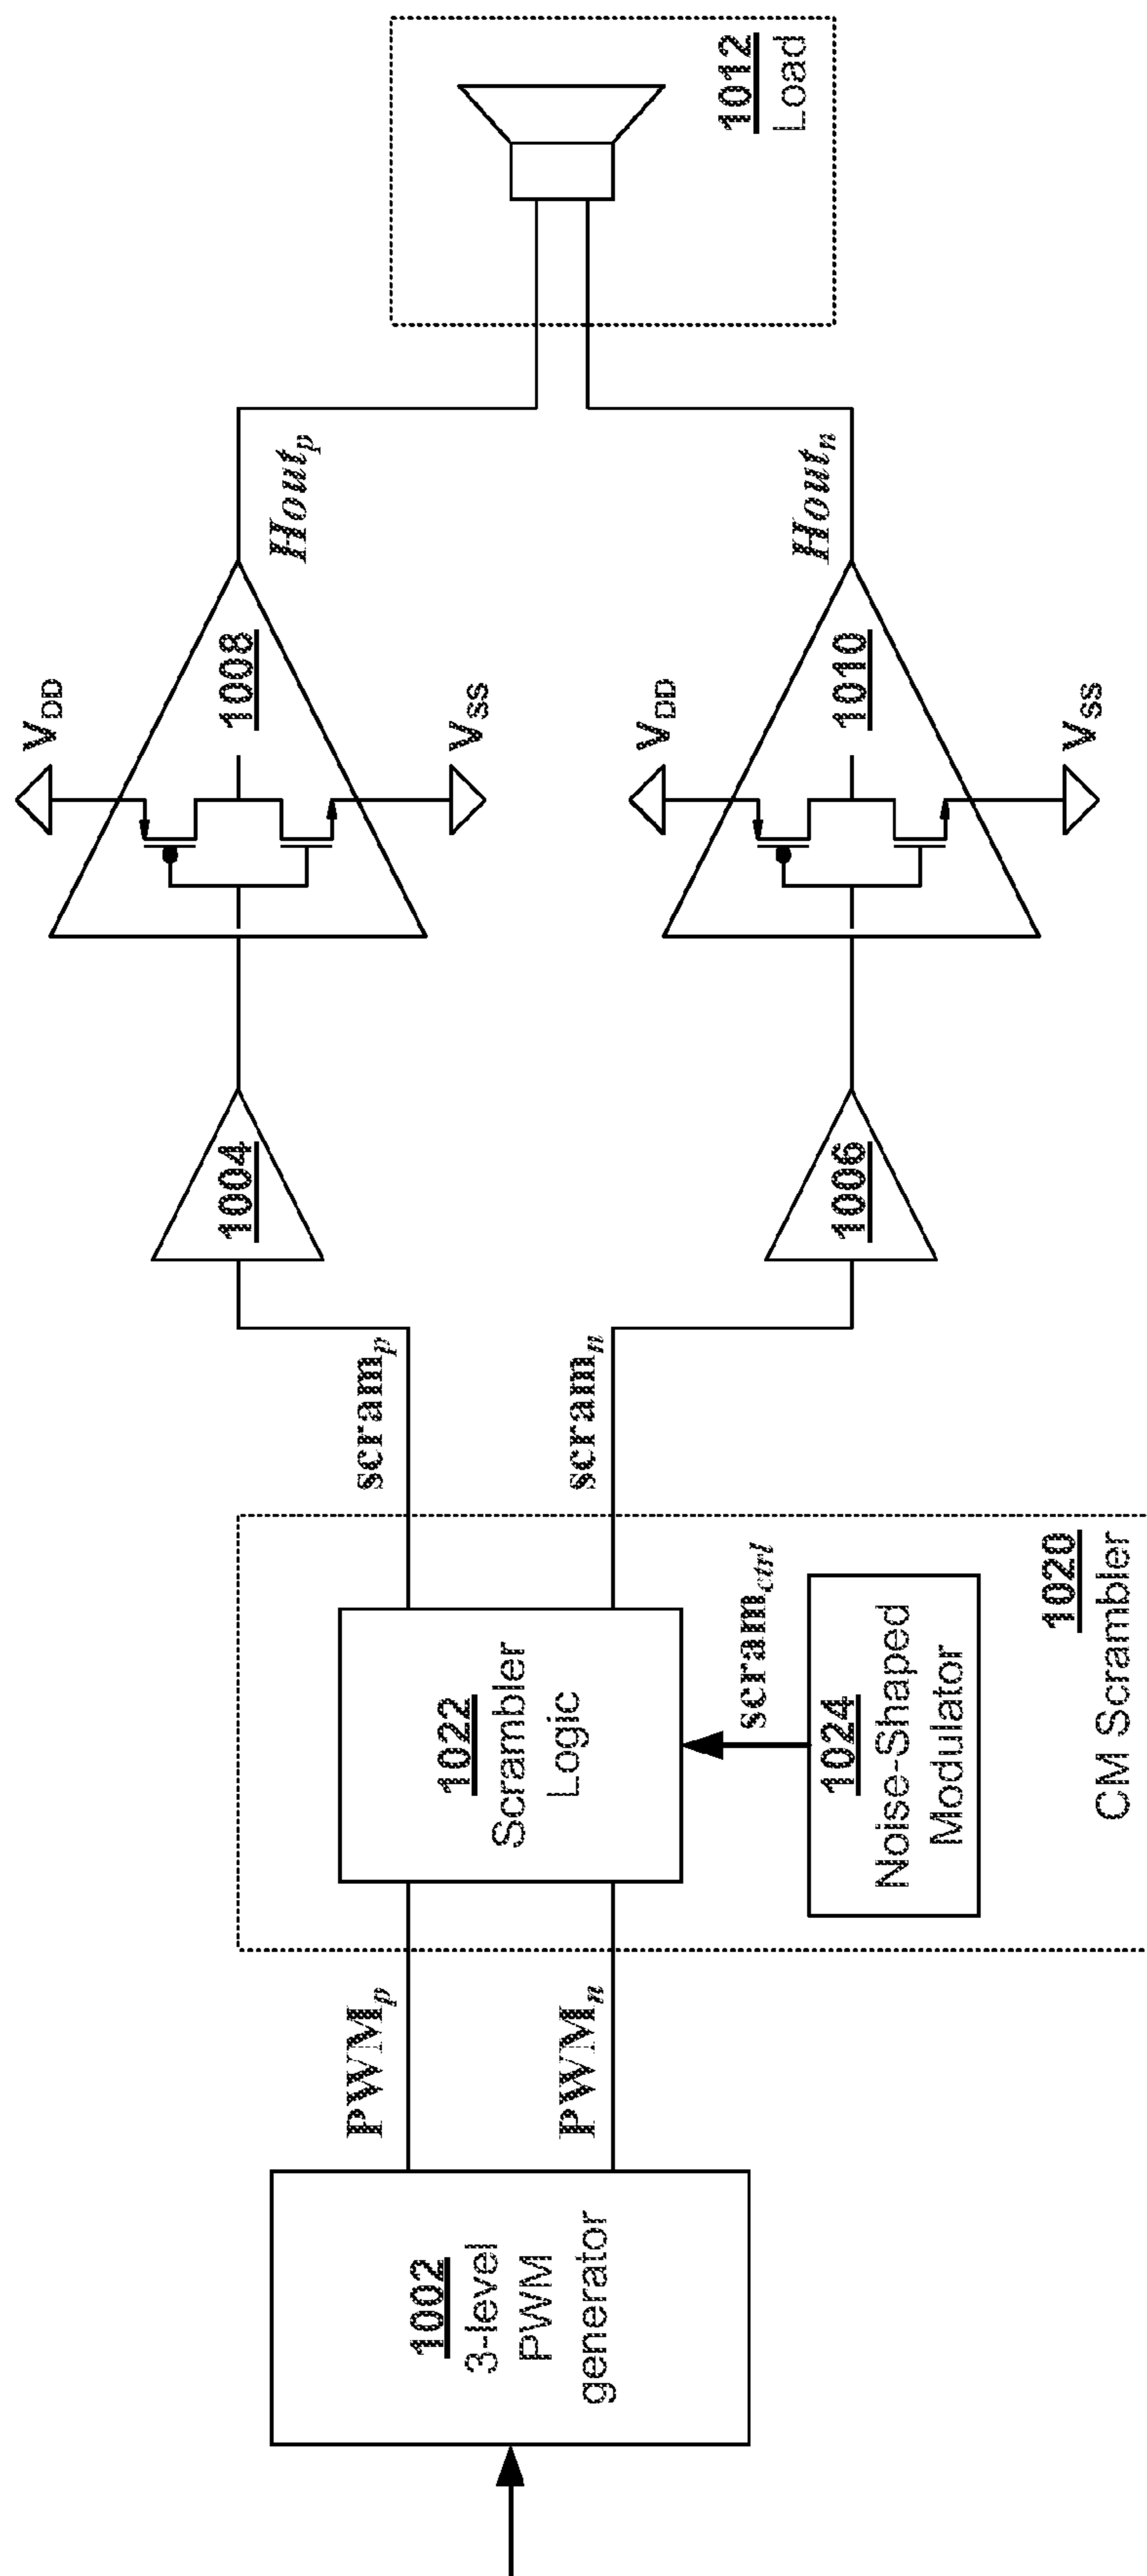 1002
3-level
PWM
generator
PWMp
PWMn
1022
Scrambler
Logic
scramctrl
1024
Noise-Shaped
Modulator
1020
CM Scrambler
scramp
scramn
1004
1006
VDD
1008
VSS
Houtp
VDD
1010
VSS
Houtn
1012
Load